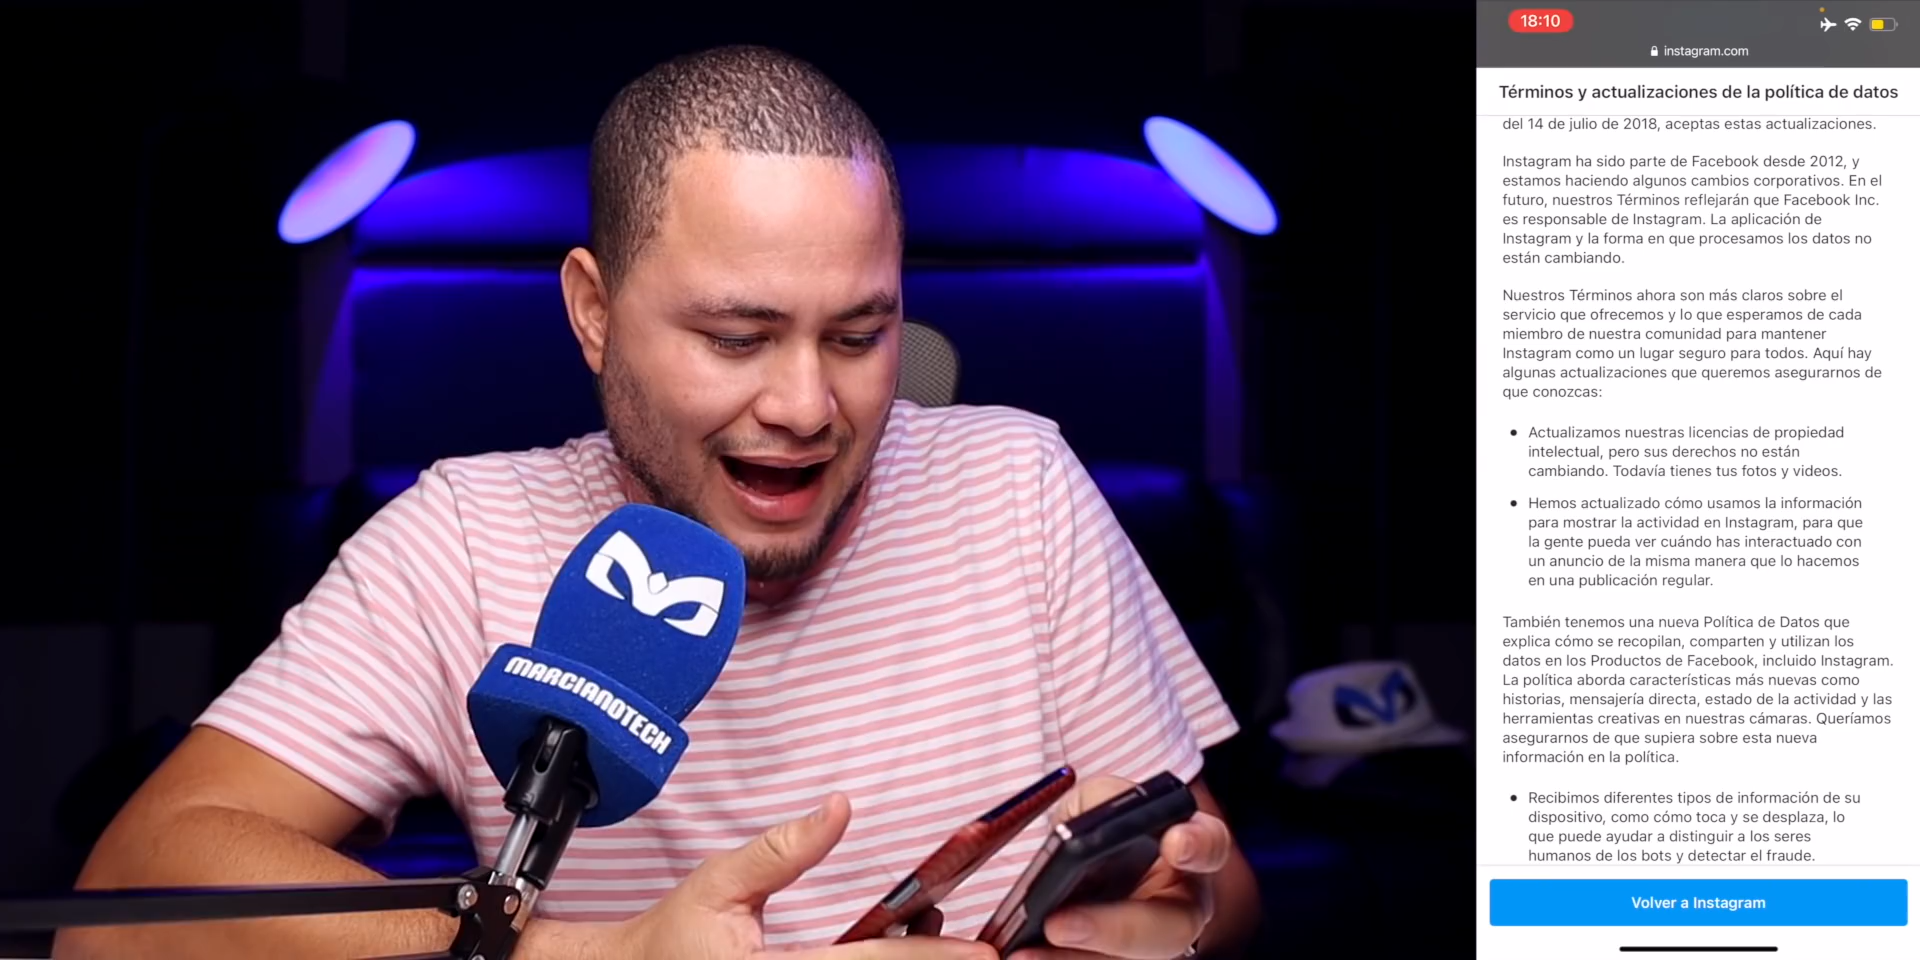 MARCIANOTECH
18:10
instagram.com
Términos y actualizaciones de la política de datos
del 14 de julio de 2018, aceptas estas actualizaciones.
Instagram ha sido parte de Facebook desde 2012, y
estamos haciendo algunos cambios corporativos. En el
futuro, nuestros Términos reflejarán que Facebook Inc.
es responsable de Instagram. La aplicación de
Instagram y la forma en que procesamos los datos no
están cambiando.
Nuestros Términos ahora son más claros sobre el
servicio que ofrecemos y lo que esperamos de cada
miembro de nuestra comunidad para mantener
Instagram como un lugar seguro para todos. Aquí hay
algunas actualizaciones que queremos asegurarnos de
que conozcas:
• Actualizamos nuestras licencias de propiedad
intelectual, pero sus derechos no están
cambiando. Todavía tienes tus fotos y videos.
• Hemos actualizado cómo usamos la información
para mostrar la actividad en Instagram, para que
la gente pueda ver cuándo has interactuado con
un anuncio de la misma manera que lo hacemos
en una publicación regular.
También tenemos una nueva Política de Datos que
explica cómo se recopilan, comparten y utilizan los
datos en los Productos de Facebook, incluido Instagram.
La política aborda características más nuevas como
historias, mensajería directa, estado de la actividad y las
herramientas creativas en nuestras cámaras. Queríamos
asegurarnos de que supiera sobre esta nueva
información en la política.
• Recibimos diferentes tipos de información de su
dispositivo, como cómo toca y se desplaza, lo
que puede ayudar a distinguir a los seres
humanos de los bots y detectar el fraude.
Volver a Instagram